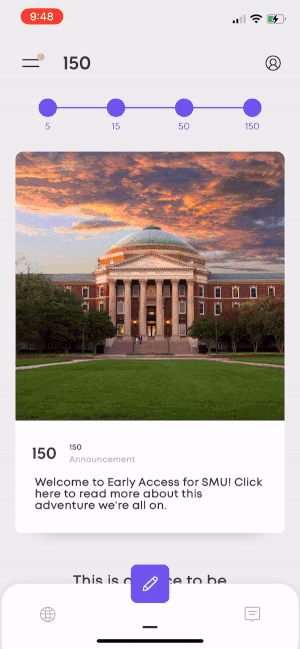 9:48
150
5
15
50
150
150
150
Announcement
Welcome to Early Access for SMU! Click
here to read more about this
adventure we're all on.
This is to be